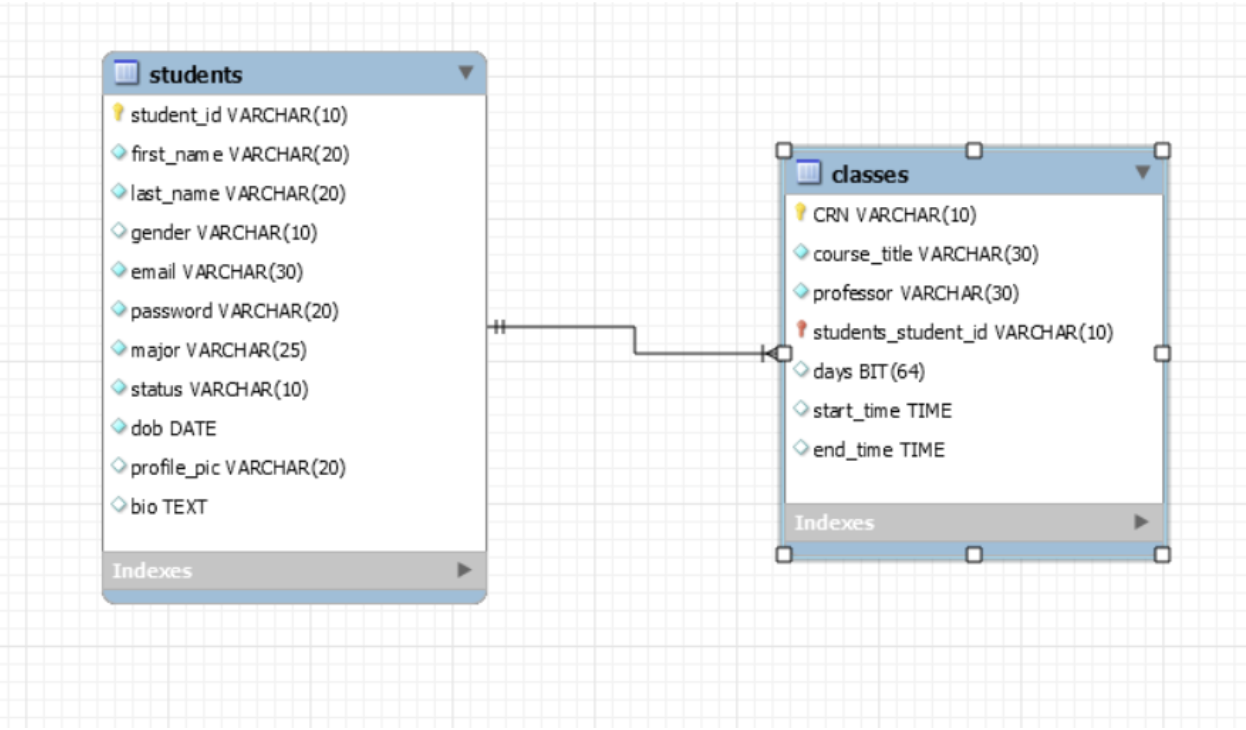 students
student_id VARCHAR(10)
first_name VARCHAR(20)
last_name VARCHAR(20)
gender VARCHAR(10)
email VARCHAR(30)
password VARCHAR(20)
major VARCHAR(25)
status VARCHAR(10)
dob DATE
profile_pic VARCHAR(20)
bio TEXT
Indexes
classes
CRN VARCHAR(10)
course_title VARCHAR(30)
professor VARCHAR(30)
students_student_id VARCHAR(10)
days BIT(64)
start_time TIME
end_time TIME
Indexes